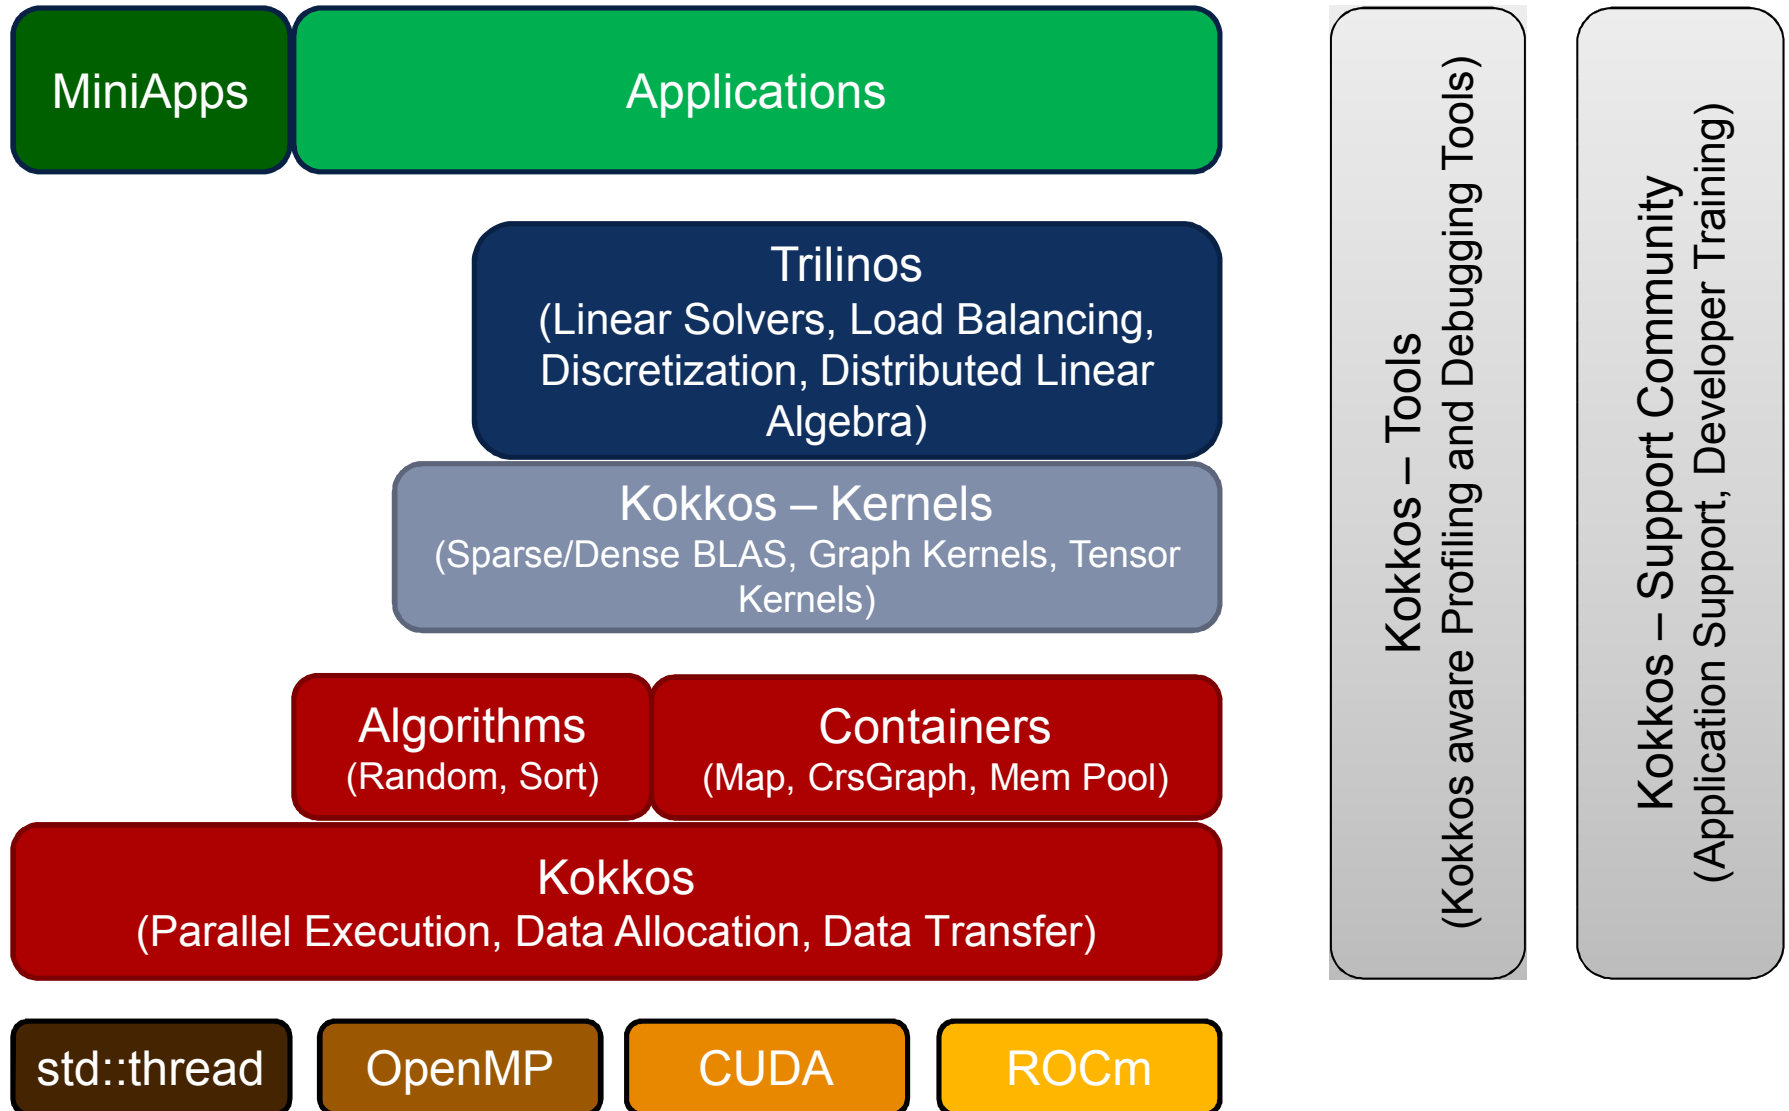 MiniApps
Applications
Trilinos
(Linear Solvers, Load Balancing,
Discretization, Distributed Linear
Algebra)
Kokkos – Kernels
(Sparse/Dense BLAS, Graph Kernels, Tensor
Kernels)
Algorithms
(Random, Sort)
Containers
(Map, CrsGraph, Mem Pool)
Kokkos
(Parallel Execution, Data Allocation, Data Transfer)
std::thread
OpenMP
CUDA
ROCm
Kokkos – Tools
(Kokkos aware Profiling and Debugging Tools)
Kokkos – Support Community
(Application Support, Developer Training)